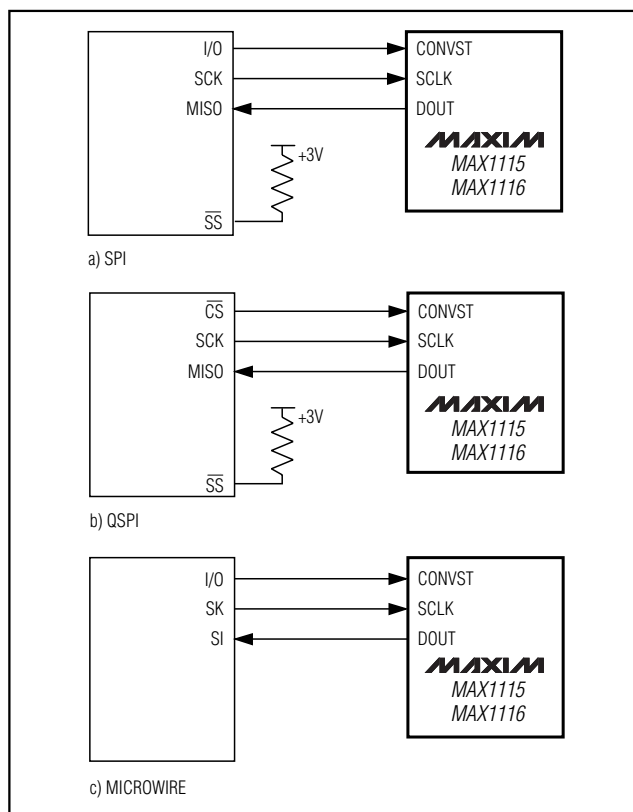 I/O CONVST
SCK SCLK
MISO DOUT
MAXIM
+3V MAX1115
MAX1116
SS
a) SPI
CS CONVST
SCK SCLK
MISO DOUT
MAXIM
+3V MAX1115
MAX1116
SS
b) QSPI
I/O CONVST
SK SCLK
SI DOUT
MAXIM
MAX1115
MAX1116
c) MICROWIRE